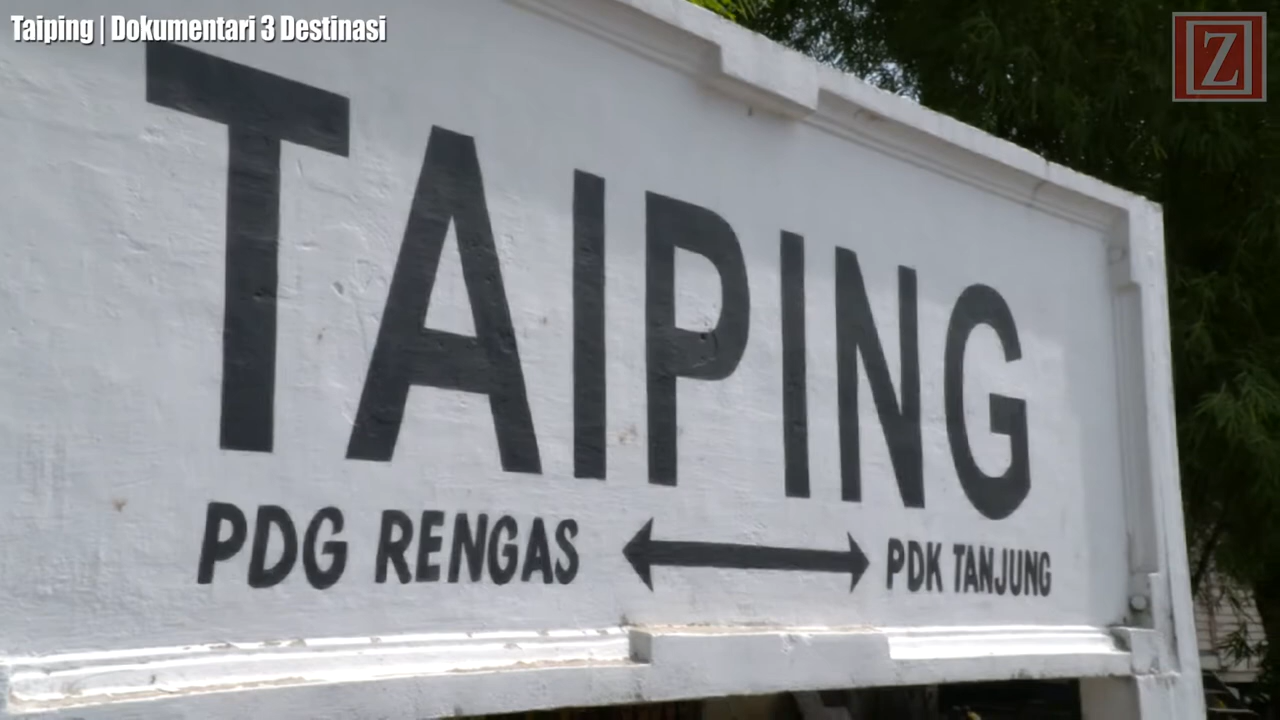 Taiping | Dokumentari 3 Destinasi
Z
TAIPING
PDG RENGAS PDK TANJUNG